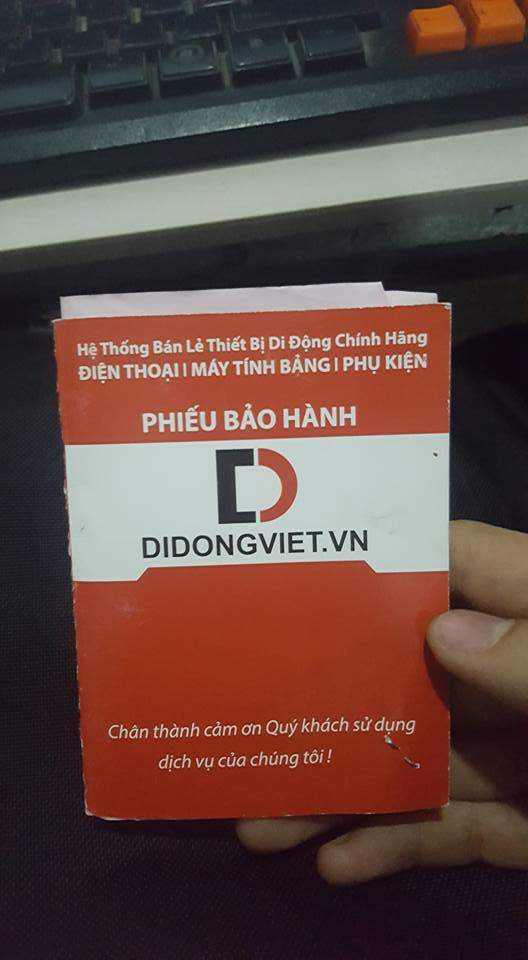 Hệ Thống Bán Lẻ Thiết Bị Di Động Chính Hãng
ĐIỆN THOẠI | MÁY TÍNH BẢNG | PHỤ KIỆN
PHIẾU BẢO HÀNH
DIDONGVIET.VN
Chân thành cảm ơn Quý khách sử dụng
dịch vụ của chúng tôi !